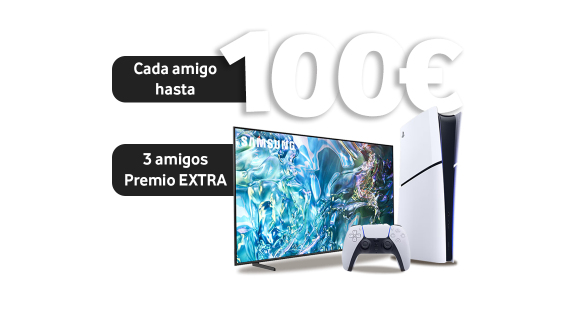 Cada amigo
hasta
100€
3 amigos
Premio EXTRA
SAMSUNG